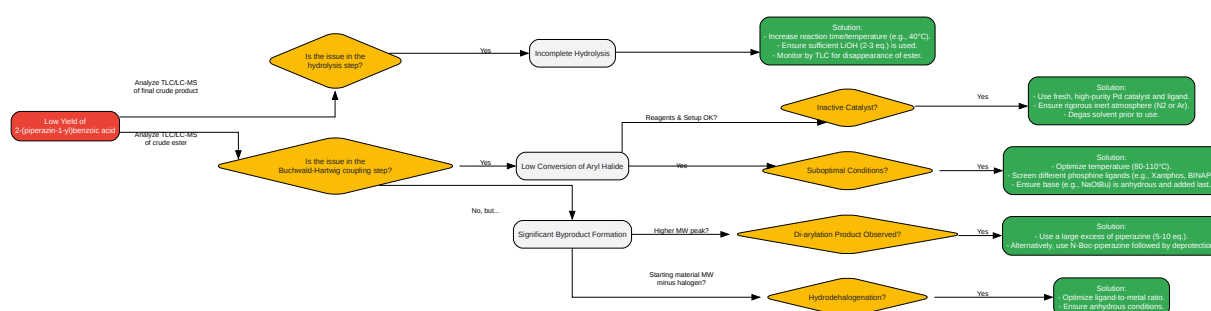 Solution:
- Increase reaction time/temperature (e.g., 40°C).
- Ensure sufficient LiOH (2-3 eq.) is used.
- Monitor by TLC for disappearance of ester.
Is the issue in the
hydrolysis step?
Yes
Incomplete Hydrolysis
Analyze TLC/LC-MS
of final crude product
Low Yield of
2-(piperazin-1-yl)benzoic acid
Analyze TLC/LC-MS
of crude ester
Is the issue in the
Buchwald-Hartwig coupling step?
Yes
Low Conversion of Aryl Halide
Reagents & Setup OK?
Inactive Catalyst?
Yes
Solution:
- Use fresh, high-purity Pd catalyst and ligand.
- Ensure rigorous inert atmosphere (N2 or Ar).
- Degas solvent prior to use.
Yes
Suboptimal Conditions?
Yes
Solution:
- Optimize temperature (80-110°C).
- Screen different phosphine ligands (e.g., Xantphos, BINAP
- Ensure base (e.g., NaOtBu) is anhydrous and added last.
No, but...
Significant Byproduct Formation
Higher MW peak?
Di-arylation Product Observed?
Yes
Solution:
- Use a large excess of piperazine (5-10 eq.).
- Alternatively, use N-Boc-piperazine followed by deprotection
Starting material MW
minus halogen?
Hydrodehalogenation?
Yes
Solution:
- Optimize ligand-to-metal ratio.
- Ensure anhydrous conditions.